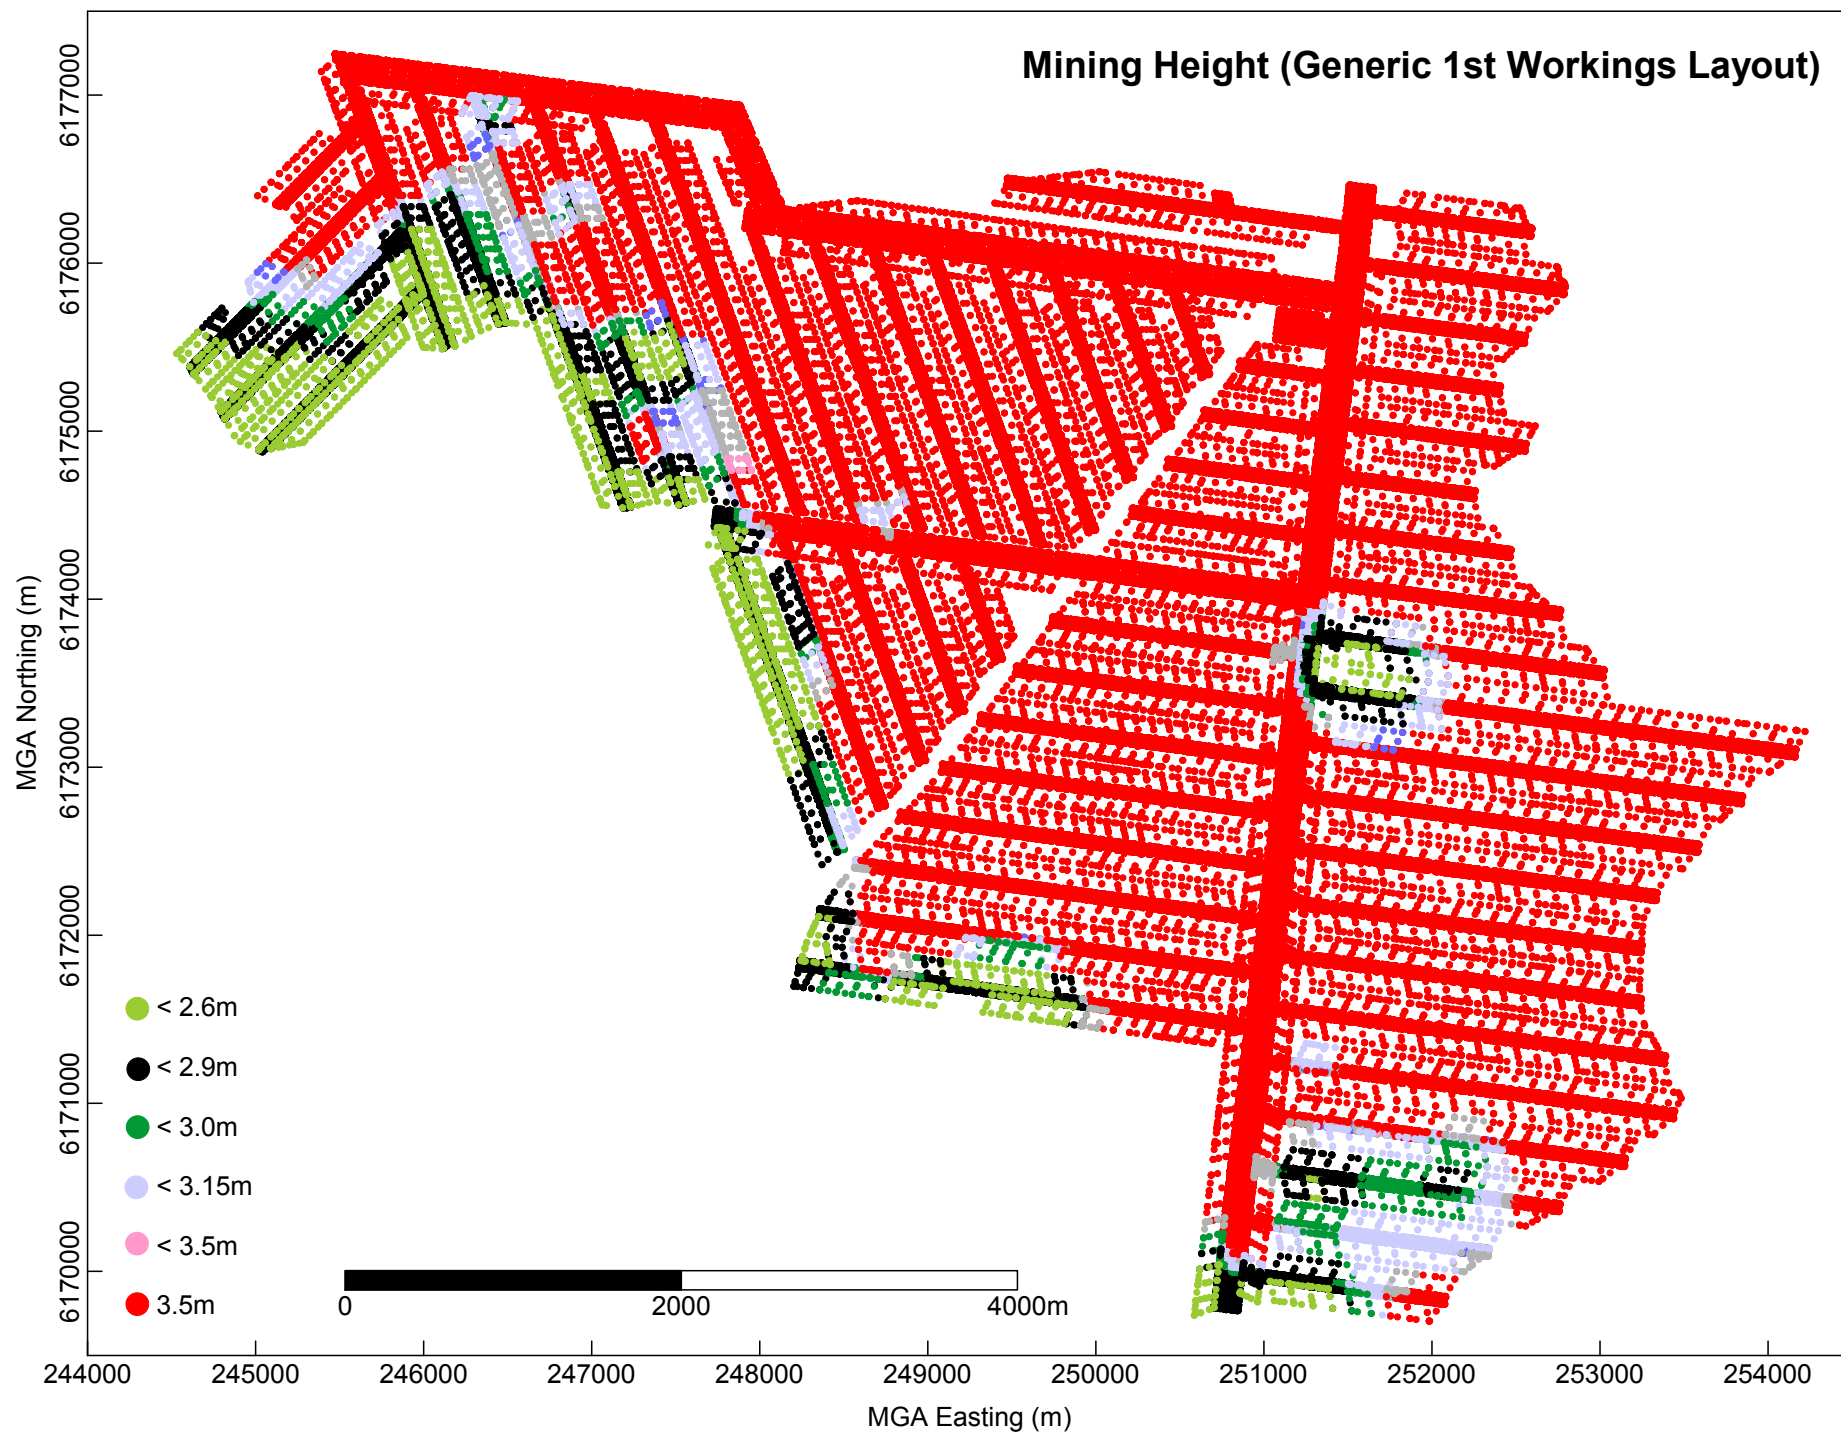 Mining Height (Generic 1st Workings Layout)
6177000
6176000
6175000
6174000
6173000
6172000
6171000
6170000
MGA Northing (m)
< 2.6m
< 2.9m
< 3.0m
< 3.15m
< 3.5m
3.5m
0 2000 4000m
244000 245000 246000 247000 248000 249000 250000 251000 252000 253000 254000
MGA Easting (m)